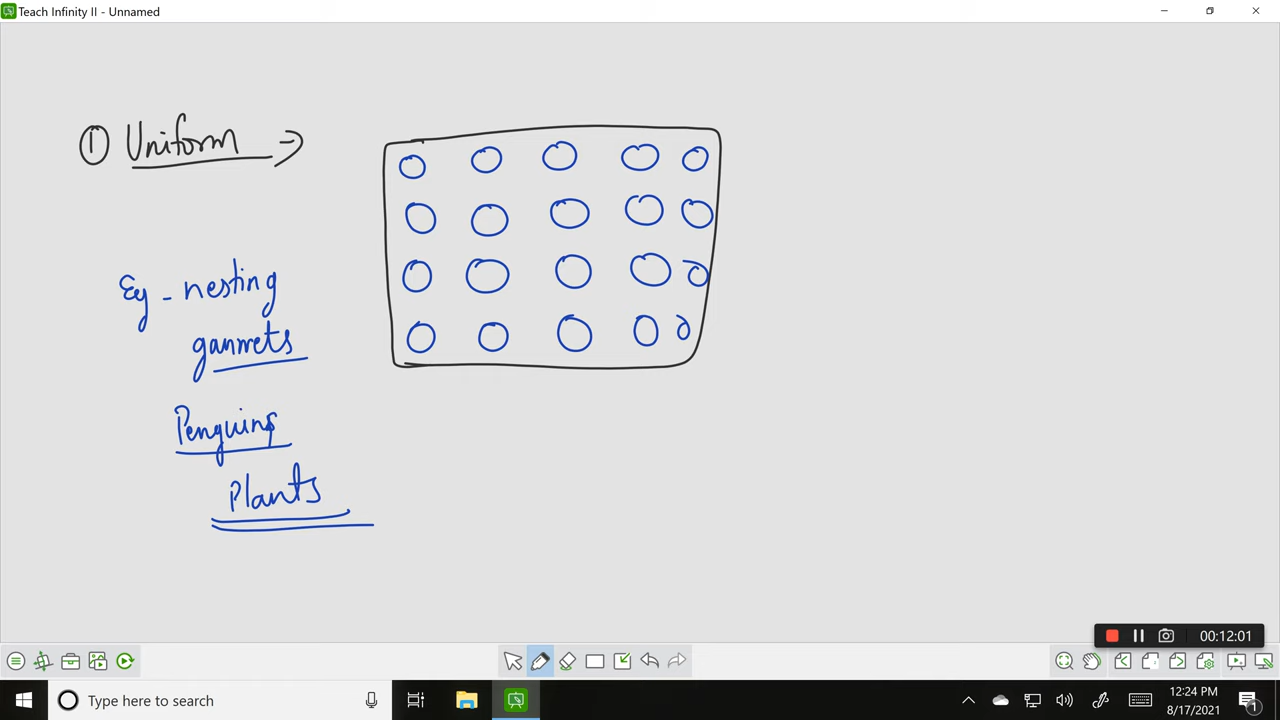 Teach Infinity II - Unnamed
① Uniform ⇒
Eg - nesting
gannets
Penguins
Plants
00:12:01
Type here to search
12:24 PM
8/17/2021
1